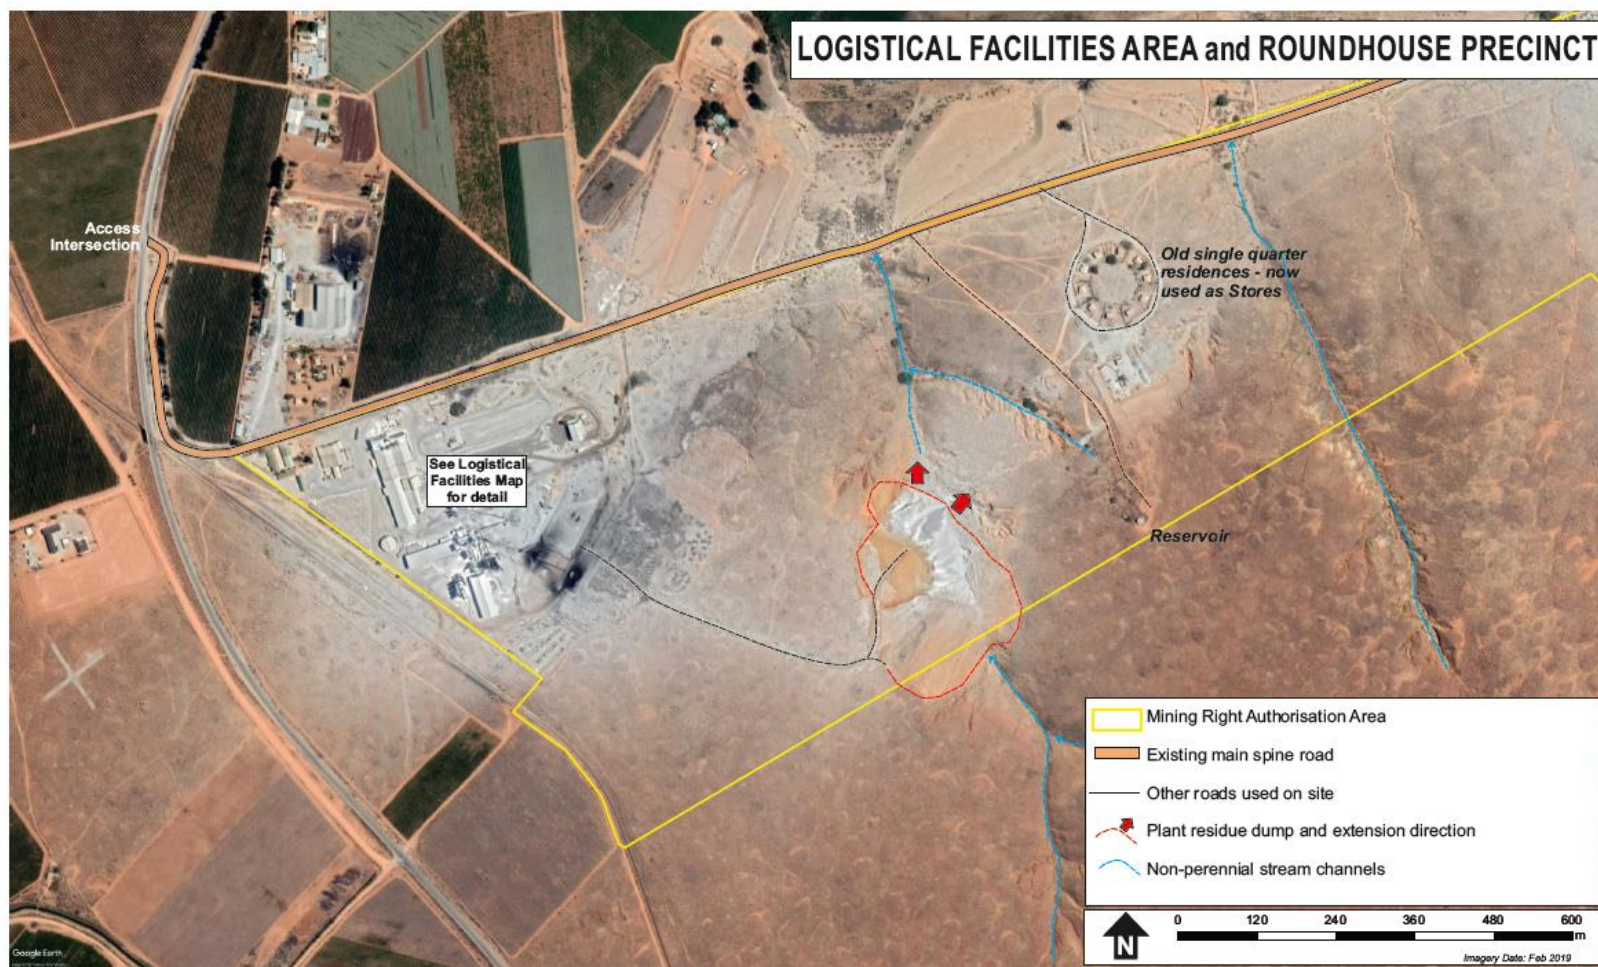 LOGISTICAL FACILITIES AREA and ROUNDHOUSE PRECINCT
Access
Intersection
Old single quarter
residences - now
used as Stores
See Logistical
Facilities Map
for detail
Reservoir
Mining Right Authorisation Area
Existing main spine road
Other roads used on site
Plant residue dump and extension direction
Non-perennial stream channels
N
0 120 240 360 480 600
m
Imagery Date: Feb 2019
Google Earth